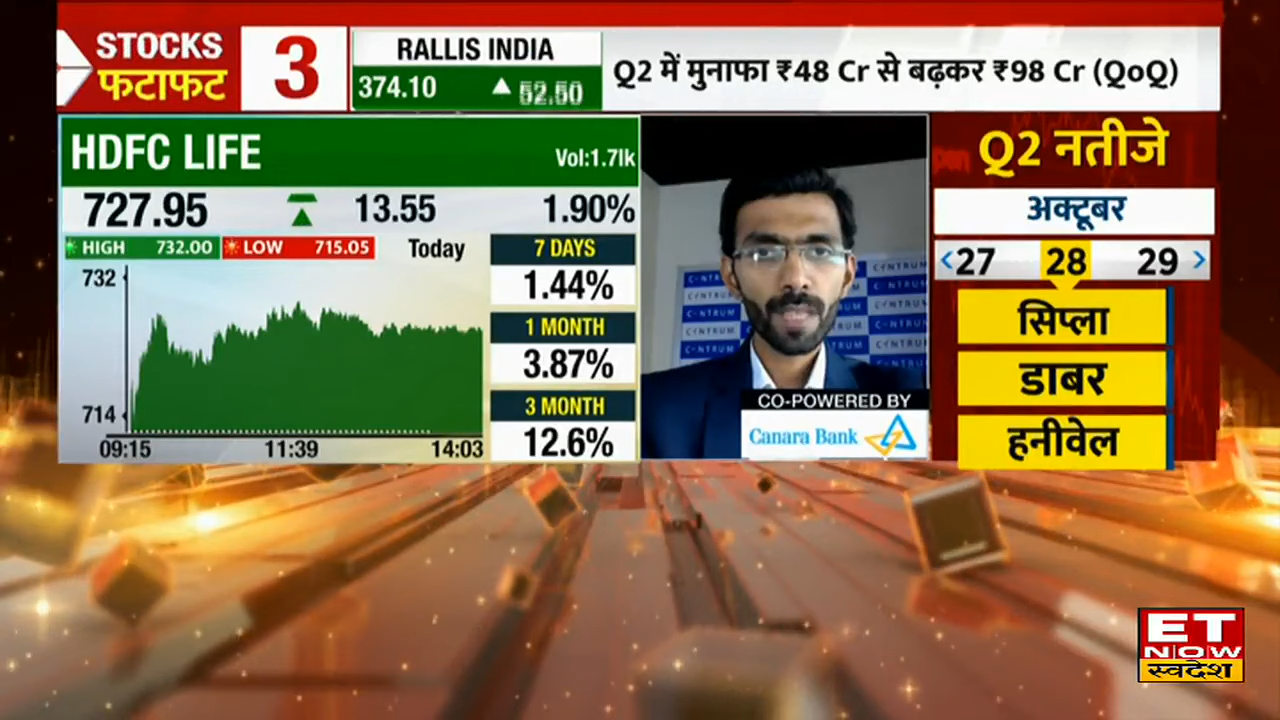 STOCKS
फटाफट
3
RALLIS INDIA
374.10 ▲ 52.50
Q2 में मुनाफा ₹48 Cr से बढ़कर ₹98 Cr (QoQ)
HDFC LIFE
Vol:1.7lk
727.95 13.55 1.90%
HIGH 732.00 LOW 715.05 Today
732
714
09:15 11:39 14:03
7 DAYS
1.44%
1 MONTH
3.87%
3 MONTH
12.6%
CENTRUM
CO-POWERED BY
Canara Bank
Q2 नतीजे
अक्टूबर
27 28 29
सिप्ला
डाबर
हनीवेल
ET
NOW
स्वदेश